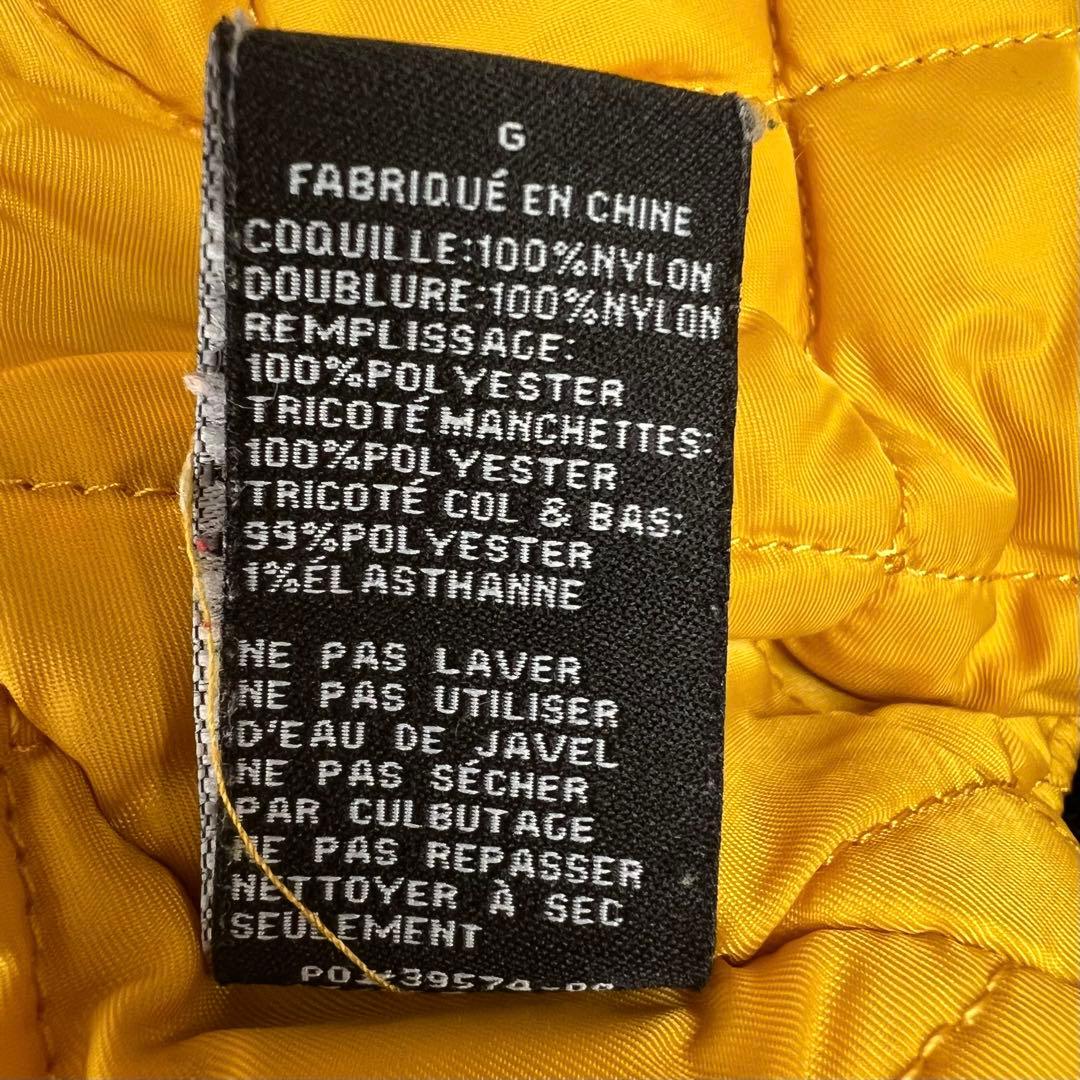 G
FABRIQUÉ EN CHINE
COQUILLE:100%NYLON
DOUBLURE:100%NYLON
REMPLISSAGE:
100%POLYESTER
TRICOTÉ MANCHETTES:
100%POLYESTER
TRICOTÉ COL & BAS:
99%POLYESTER
1%ÉLASTHANNE
NE PAS LAVER
NE PAS UTILISER
D'EAU DE JAVEL
NE PAS SÉCHER
PAR CULBUTAGE
NE PAS REPASSER
NETTOYER À SEC
SEULEMENT